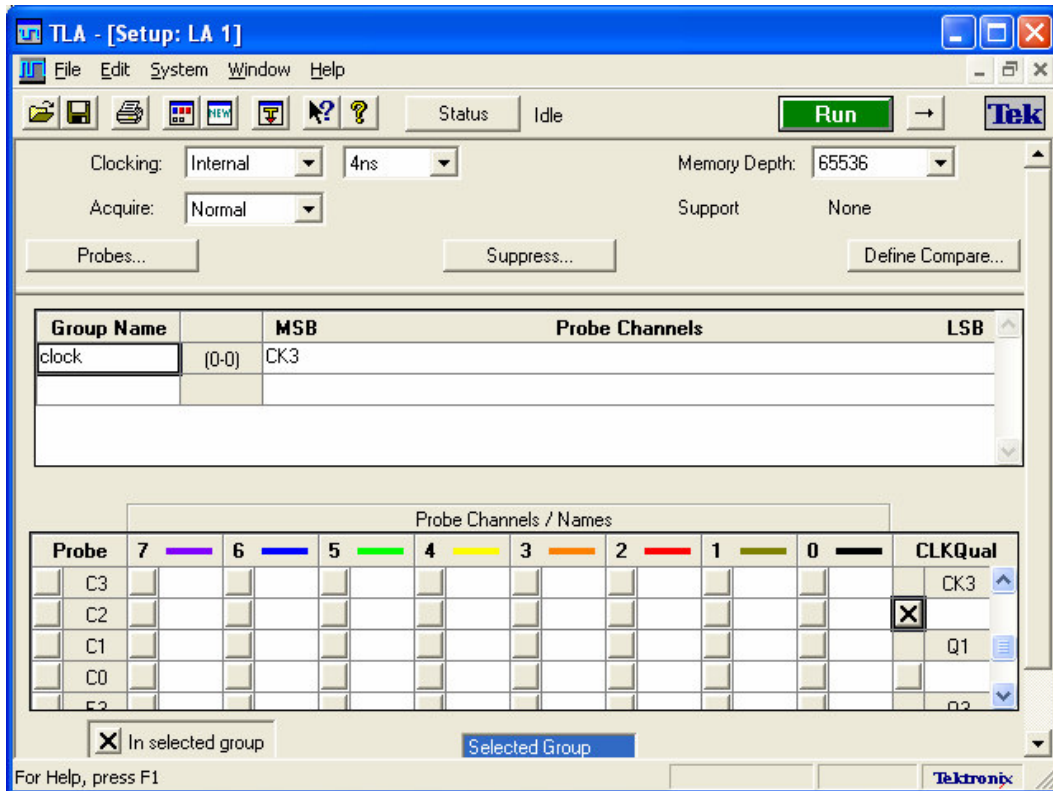 TLA - [Setup: LA 1]
File Edit System Window Help
NEW Status Idle Run → Tek
Clocking: Internal 4ns Memory Depth: 65536
Acquire: Normal Support None
Probes... Suppress... Define Compare...
Group Name MSB Probe Channels LSB
clock (0-0) CK3
Probe Channels / Names
Probe 7 6 5 4 3 2 1 0 CLKQual
C3 CK3
C2
C1 Q1
C0
In selected group Selected Group
For Help, press F1 Tektronix